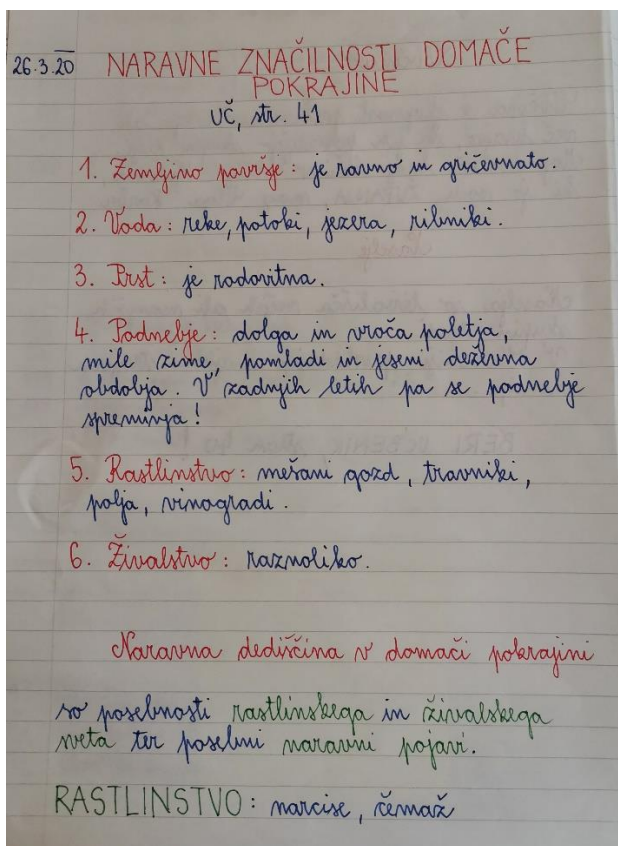 26.3.20 NARAVNE ZNAČILNOSTI DOMAČE
POKRAJINE
UČ, str. 41
1. Zemljino površje: je ravno in gričevnato.
2. Voda: reke, potoki, jezera, ribniki.
3. Prst: je rodovitna.
4. Podnebje: dolga in vroča poletja,
mile zime, pomladi in jeseni deževna
obdobja. V zadnjih letih pa se podnebje
spreminja!
5. Rastlinstvo: mešani gozd, travniki,
polja, vinogradi.
6. Živalstvo: raznoliko.
Naravna dediščina v domači pokrajini
so posebnosti rastlinskega in živalskega
sveta ter posebni naravni pojavi.
RASTLINSTVO: narcise, čemaž